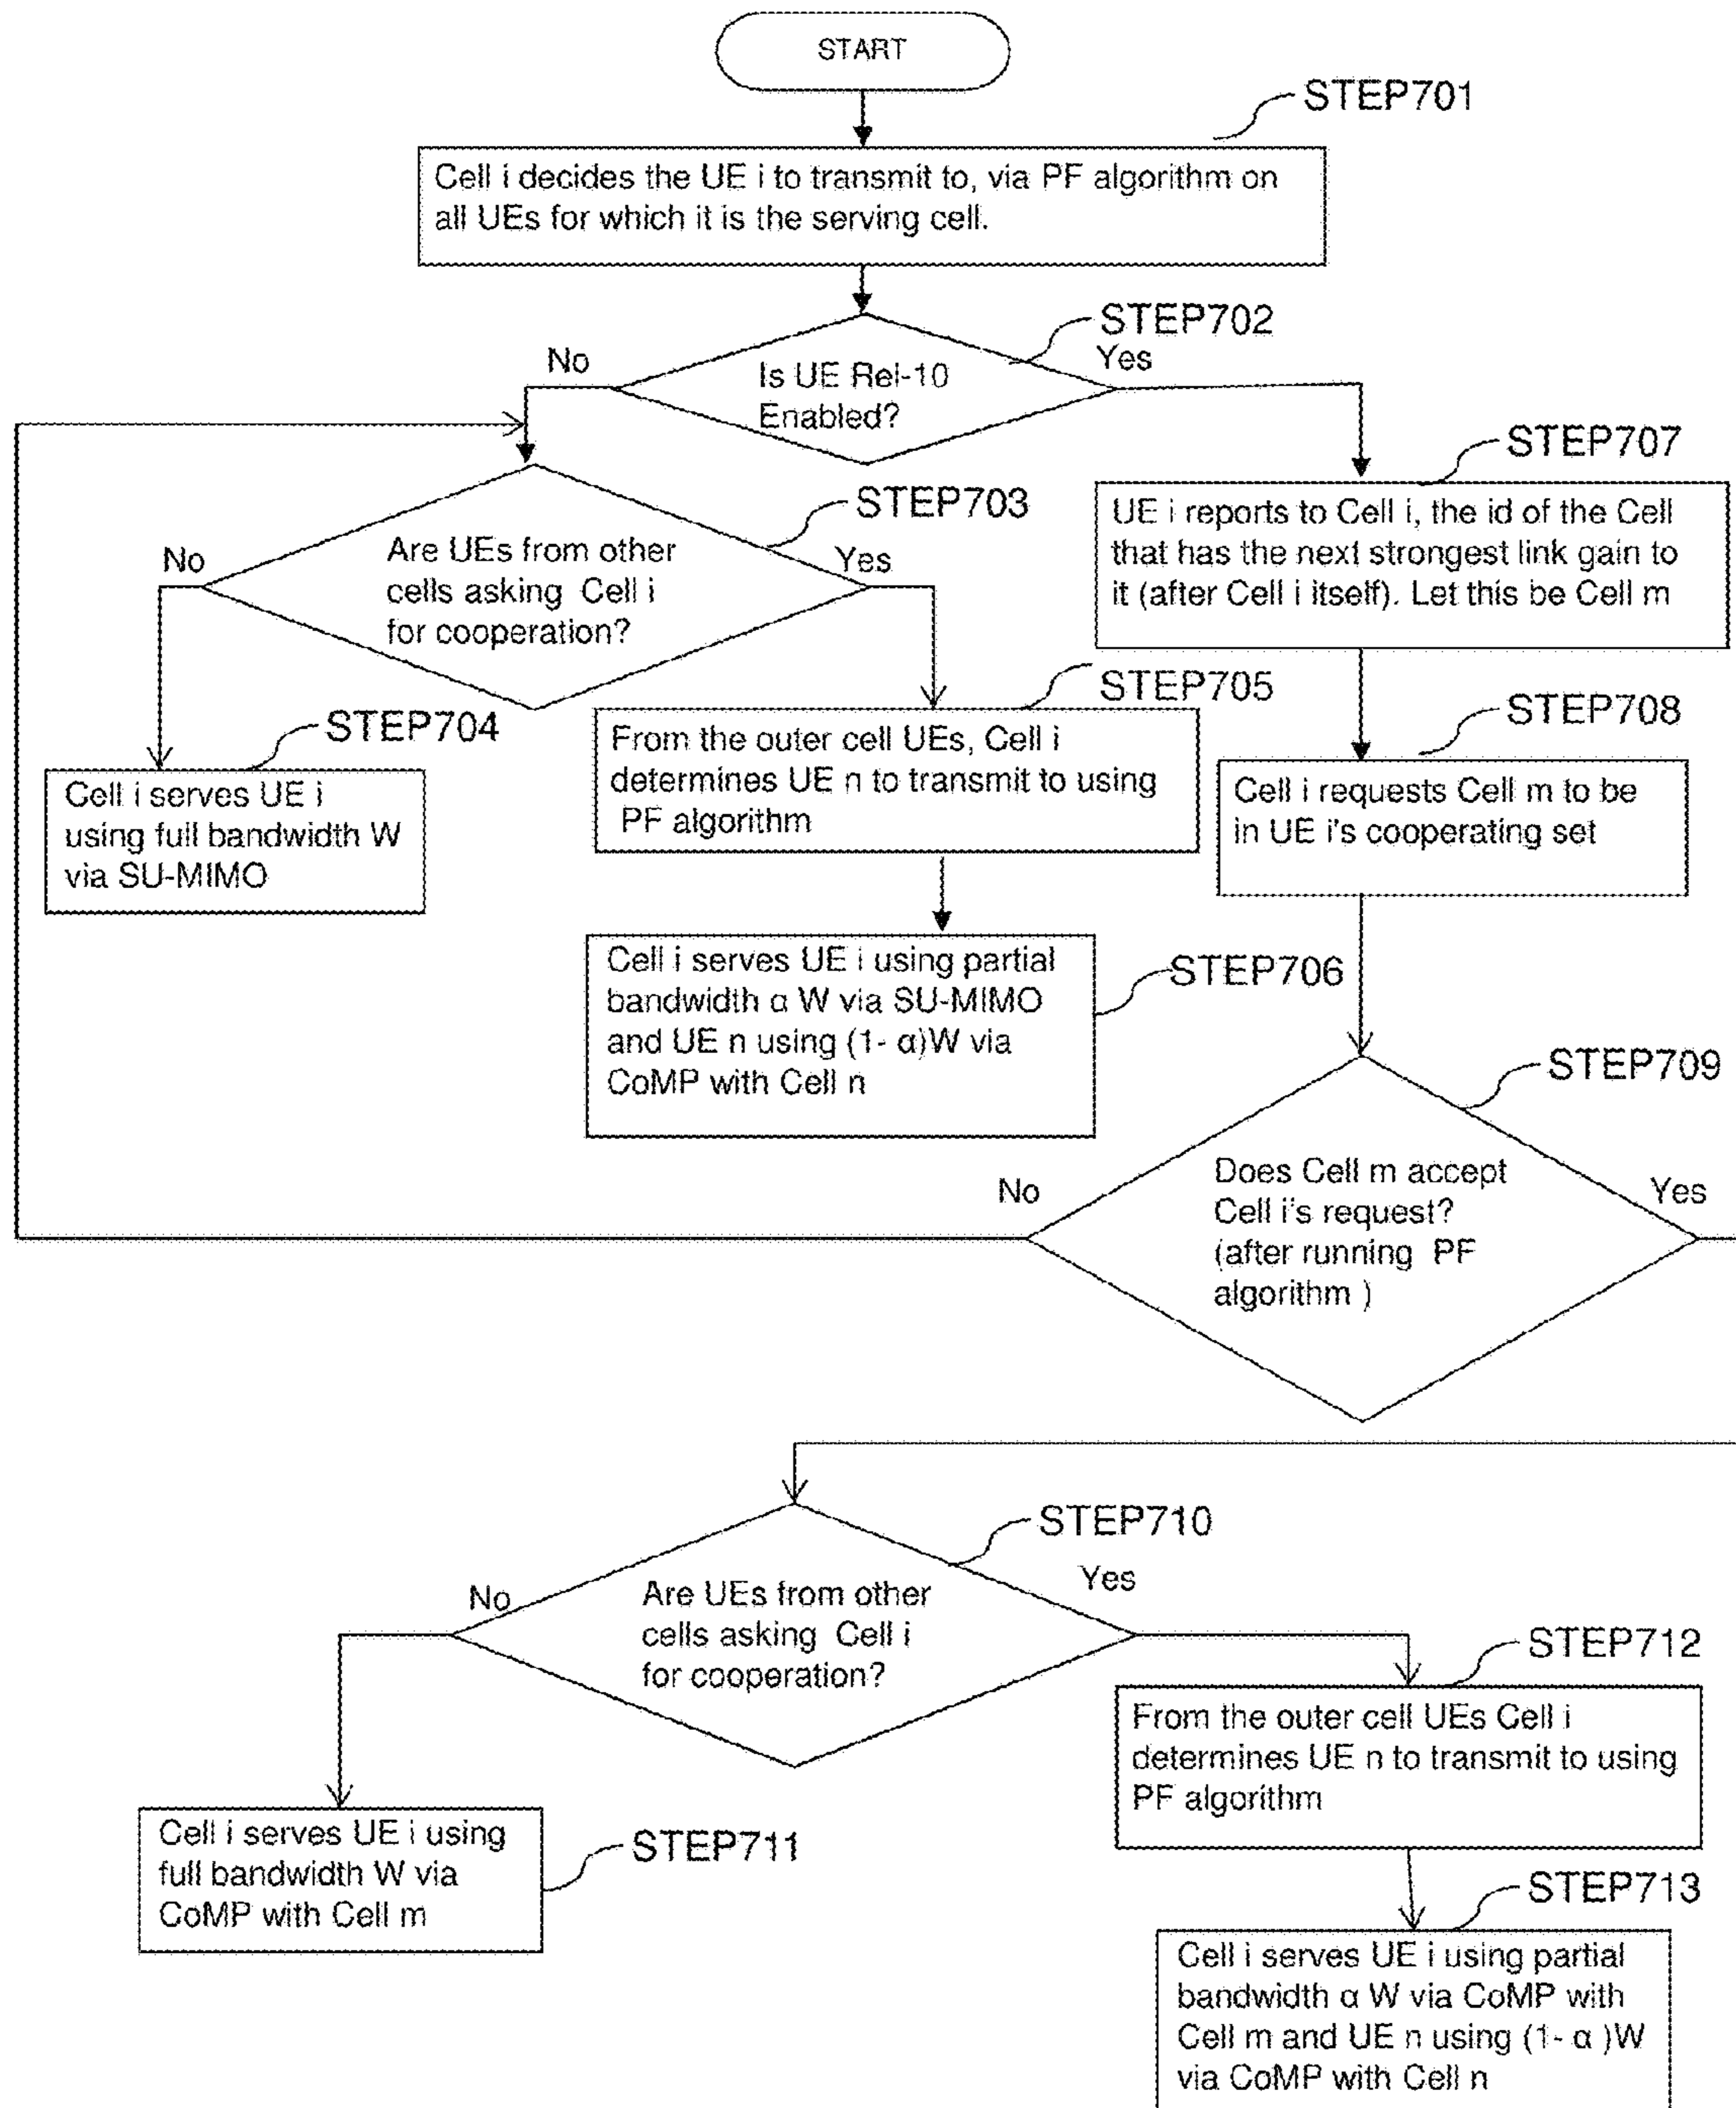 START
STEP701
Cell i decides the UE i to transmit to, via PF algorithm on
all UEs for which it is the serving cell.
STEP702
No
Yes
Is UE Rel-10
Enabled?
STEP707
STEP703
UE i reports to Cell i, the id of the Cell
that has the next strongest link gain to
it (after Cell i itself). Let this be Cell m
No
Yes
Are UEs from other
cells asking Cell i
for cooperation?
STEP705
STEP704
STEP708
From the outer cell UEs, Cell i
determines UE n to transmit to using
PF algorithm
Cell i serves UE i
using full bandwidth W
via SU-MIMO
Cell i requests Cell m to be
in UE i's cooperating set
Cell i serves UE i using partial
bandwidth α W via SU-MIMO
and UE n using (1- α)W via
CoMP with Cell n
STEP706
STEP709
No
Yes
Does Cell m accept
Cell i's request?
(after running PF
algorithm )
STEP710
No
Yes
Are UEs from other
cells asking Cell i
for cooperation?
STEP712
From the outer cell UEs Cell i
determines UE n to transmit to using
PF algorithm
Cell i serves UE i using
full bandwidth W via
CoMP with Cell m
STEP711
STEP713
Cell i serves UE i using partial
bandwidth α W via CoMP with
Cell m and UE n using (1- α )W
via CoMP with Cell n